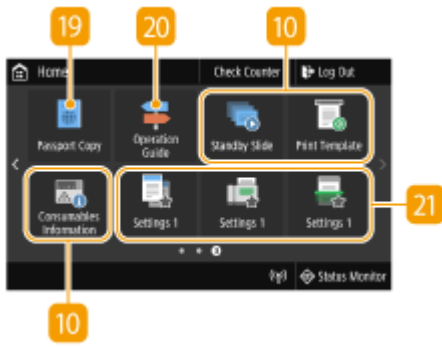 19
20
10
Home
Check Counter
Log Out
Passport Copy
Operation
Guide
Standby Slide
Print Template
Consumables
Information
Settings 1
Settings 1
Settings 1
21
3
Status Monitor
10